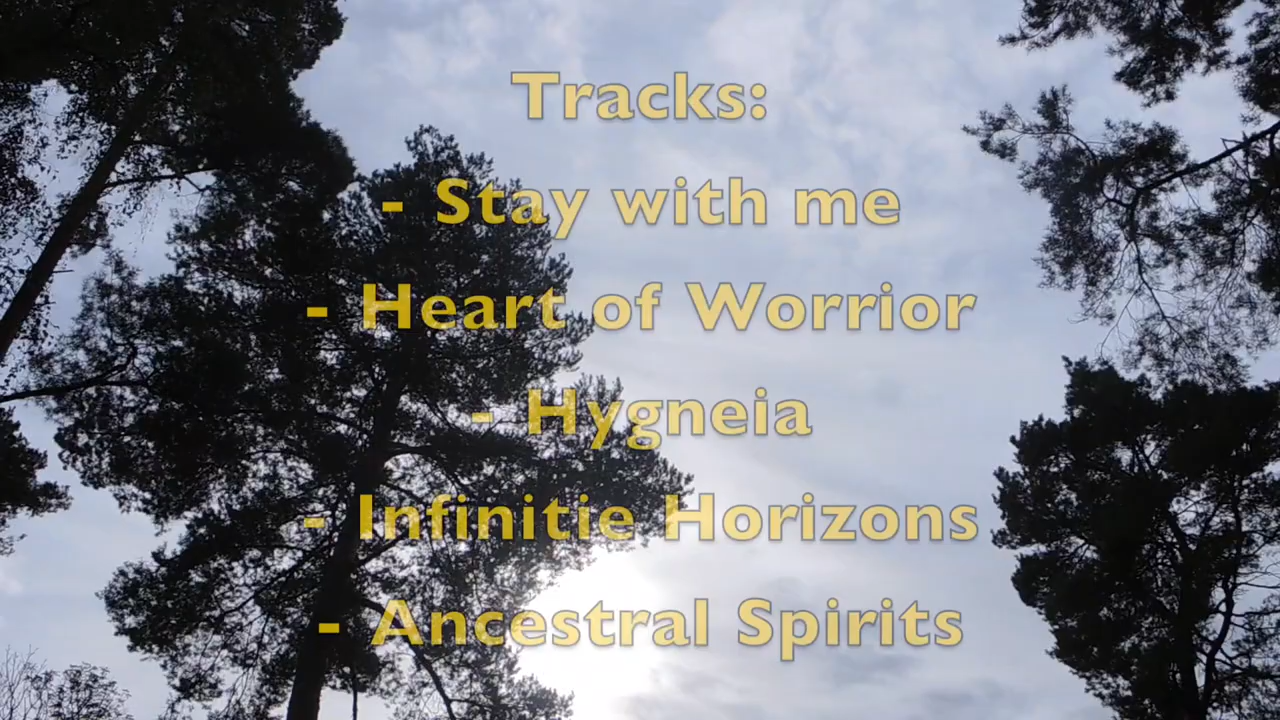 Tracks:
- Stay with me
- Heart of Worrior
- Hygneia
- Infinitie Horizons
- Ancestral Spirits